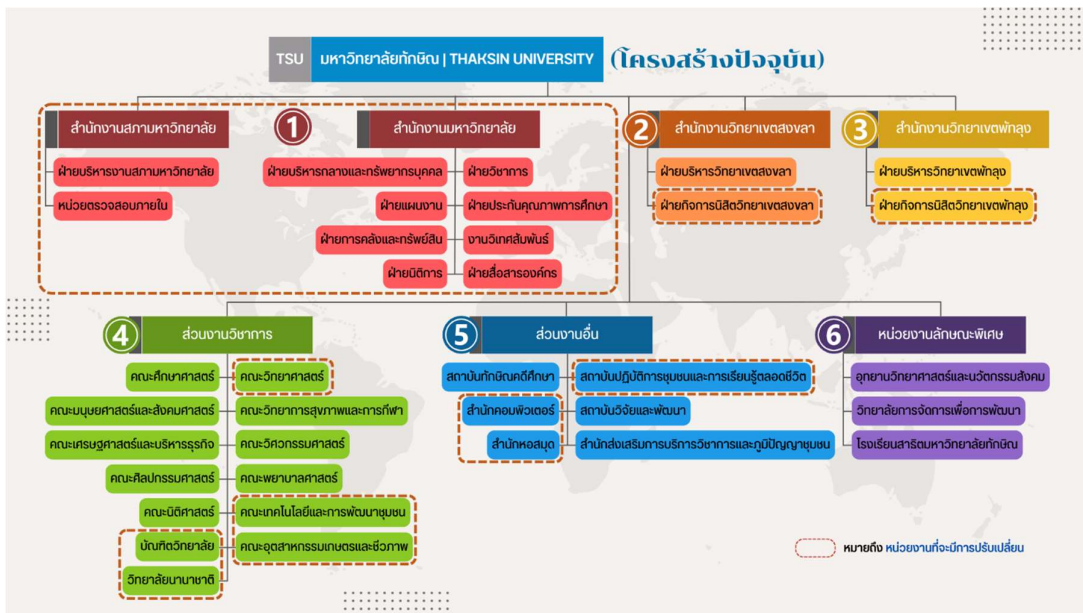 TSU มหาวิทยาลัยทักษิณ | THAKSIN UNIVERSITY (โครงสร้างปัจจุบัน)
สำนักงานสภามหาวิทยาลัย
ฝ่ายบริหารงานสภามหาวิทยาลัย
หน่วยตรวจสอบภายใน
1 สำนักงานมหาวิทยาลัย
ฝ่ายบริหารกลางและทรัพยากรบุคคล
ฝ่ายวิชาการ
ฝ่ายแผนงาน
ฝ่ายประกันคุณภาพการศึกษา
ฝ่ายการคลังและทรัพย์สิน
งานวิเทศสัมพันธ์
ฝ่ายนิติการ
ฝ่ายสื่อสารองค์กร
2 สำนักงานวิทยาเขตสงขลา
ฝ่ายบริหารวิทยาเขตสงขลา
ฝ่ายกิจการนิสิตวิทยาเขตสงขลา
3 สำนักงานวิทยาเขตพัทลุง
ฝ่ายบริหารวิทยาเขตพัทลุง
ฝ่ายกิจการนิสิตวิทยาเขตพัทลุง
4 ส่วนงานวิชาการ
คณะศึกษาศาสตร์
คณะวิทยาศาสตร์
คณะมนุษยศาสตร์และสังคมศาสตร์
คณะวิทยาการสุขภาพและการกีฬา
คณะเศรษฐศาสตร์และบริหารธุรกิจ
คณะวิศวกรรมศาสตร์
คณะศิลปกรรมศาสตร์
คณะพยาบาลศาสตร์
คณะนิติศาสตร์
คณะเทคโนโลยีและการพัฒนาชุมชน
บัณฑิตวิทยาลัย
คณะอุตสาหกรรมเกษตรและชีวภาพ
วิทยาลัยนานาชาติ
5 ส่วนงานอื่น
สถาบันทักษิณคดีศึกษา
สถาบันปฏิบัติการชุมชนและการเรียนรู้ตลอดชีวิต
สำนักคอมพิวเตอร์
สถาบันวิจัยและพัฒนา
สำนักหอสมุด
สำนักส่งเสริมการบริการวิชาการและภูมิปัญญาชุมชน
6 หน่วยงานลักษณะพิเศษ
อุทยานวิทยาศาสตร์และนวัตกรรมสังคม
วิทยาลัยการจัดการเพื่อการพัฒนา
โรงเรียนสาธิตมหาวิทยาลัยทักษิณ
หมายถึง หน่วยงานที่จะมีการปรับเปลี่ยน